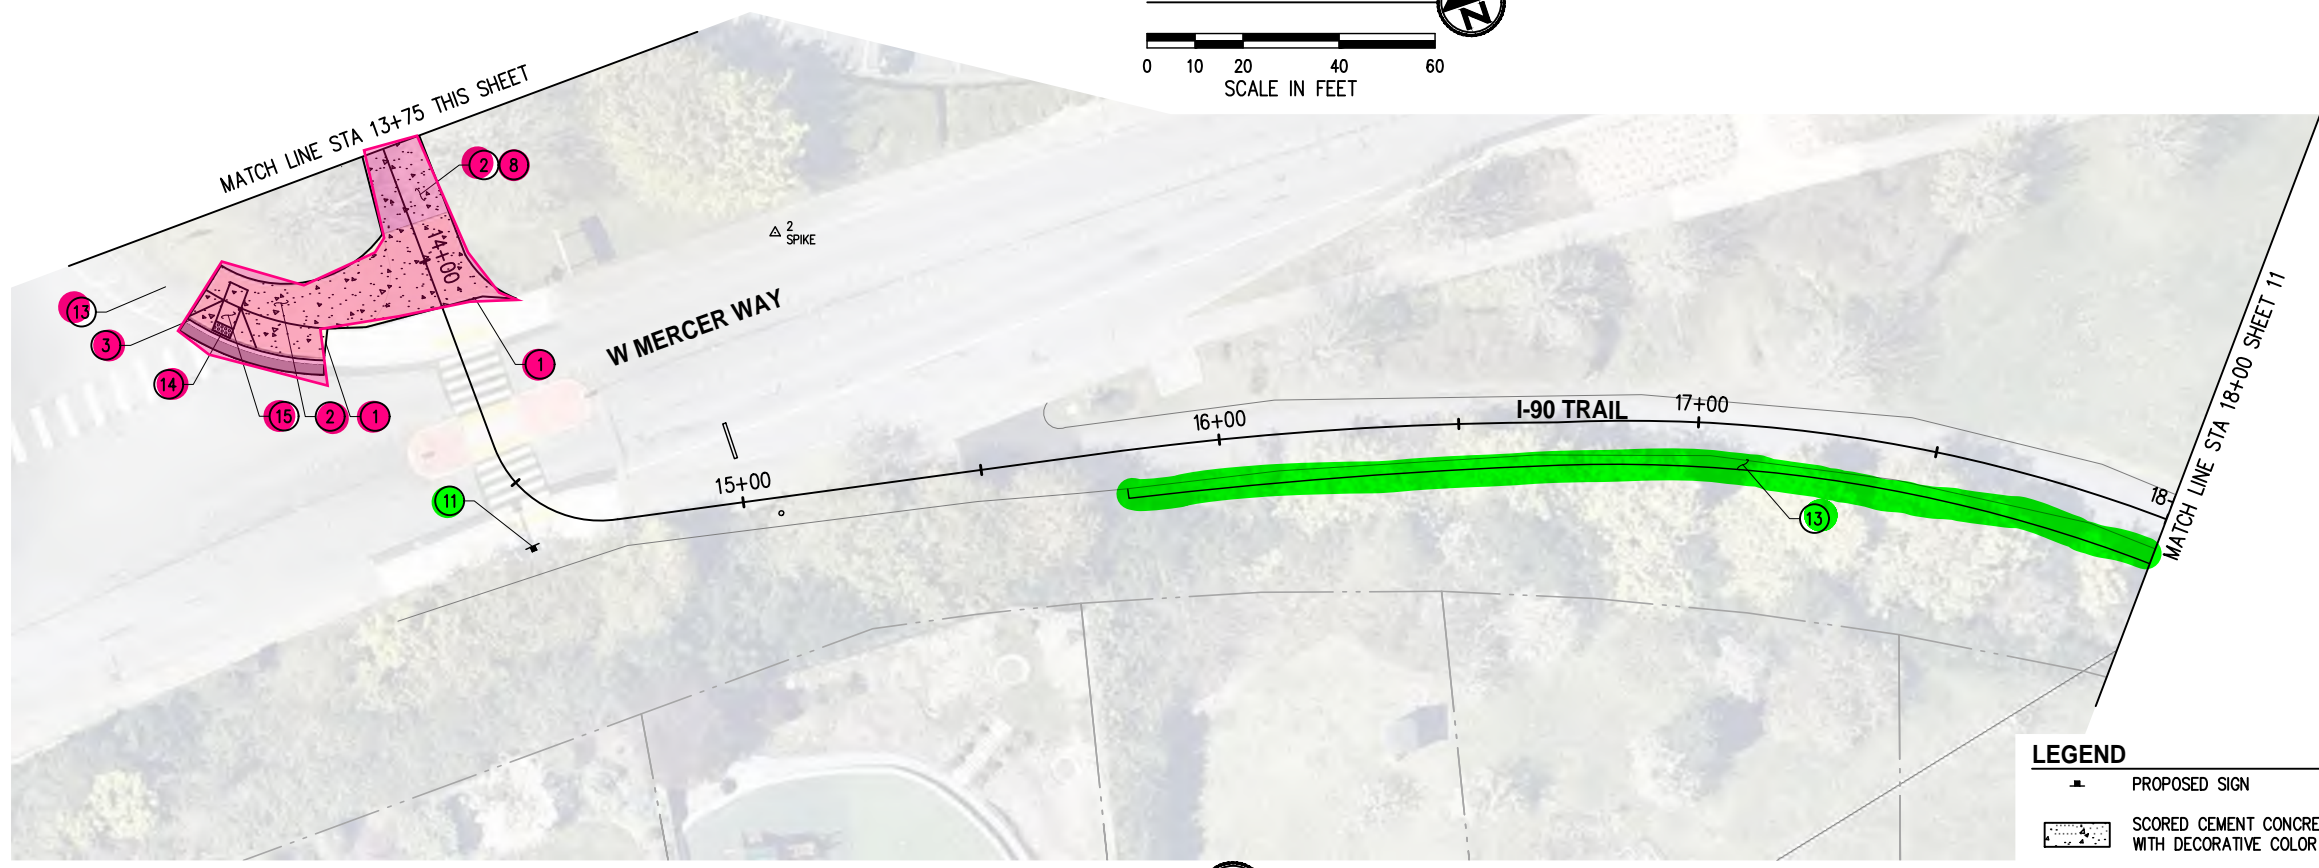 N
0 10 20 40 60
SCALE IN FEET
MATCH LINE STA 13+75 THIS SHEET
2 8
14+00
2
SPIKE
13
3
14
15 2 1
1
W MERCER WAY
11
15+00
16+00
I-90 TRAIL
17+00
13
18
MATCH LINE STA 18+00 SHEET 11
LEGEND
PROPOSED SIGN
SCORED CEMENT CONCRE
WITH DECORATIVE COLOR